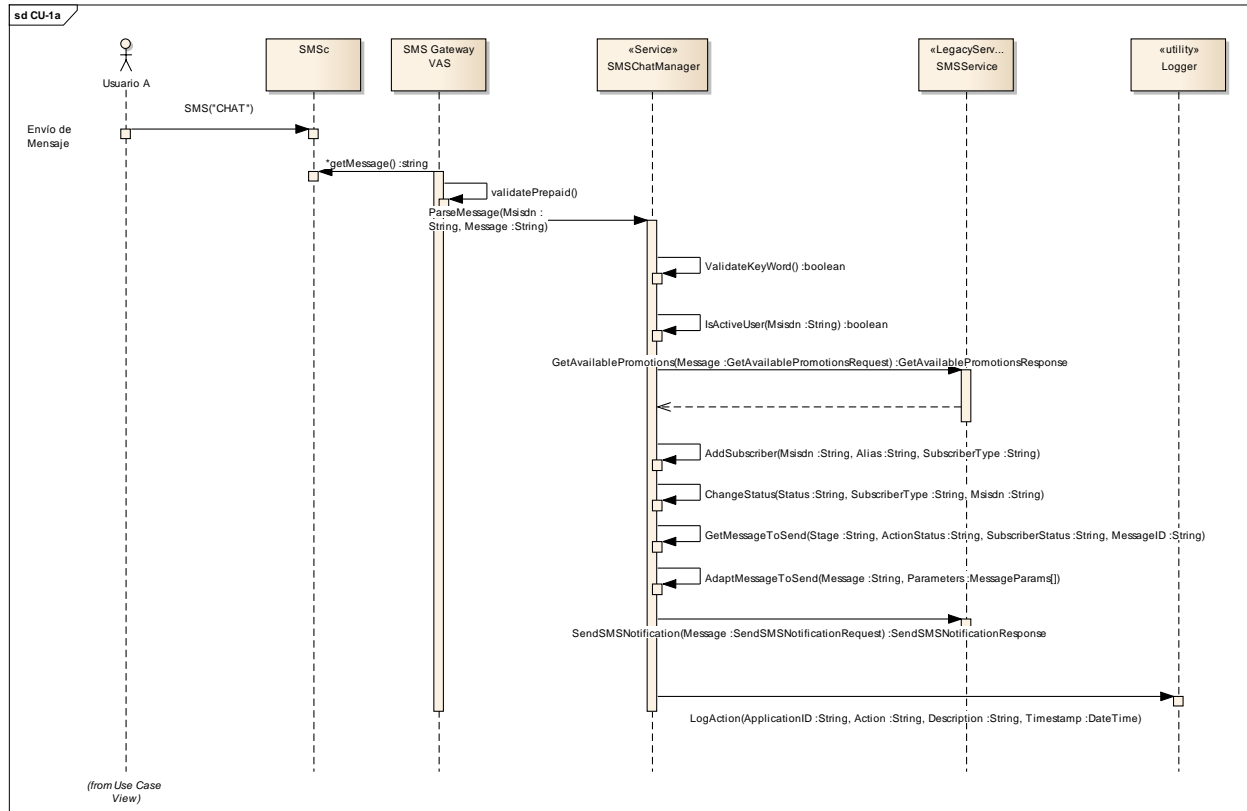 sd CU-1a
Usuario A
SMSc
SMS Gateway
VAS
«Service»
SMSChatManager
«LegacyServ...
SMSService
«utility»
Logger
SMS("CHAT")
Envío de
Mensaje
*getMessage() :string
validatePrepaid()
ParseMessage(Msisdn :
String, Message :String)
ValidateKeyWord() :boolean
IsActiveUser(Msisdn :String) :boolean
GetAvailablePromotions(Message :GetAvailablePromotionsRequest) :GetAvailablePromotionsResponse
AddSubscriber(Msisdn :String, Alias :String, SubscriberType :String)
ChangeStatus(Status :String, SubscriberType :String, Msisdn :String)
GetMessageToSend(Stage :String, ActionStatus :String, SubscriberStatus :String, MessageID :String)
AdaptMessageToSend(Message :String, Parameters :MessageParams[])
SendSMSNotification(Message :SendSMSNotificationRequest) :SendSMSNotificationResponse
LogAction(ApplicationID :String, Action :String, Description :String, Timestamp :DateTime)
(from Use Case
View)